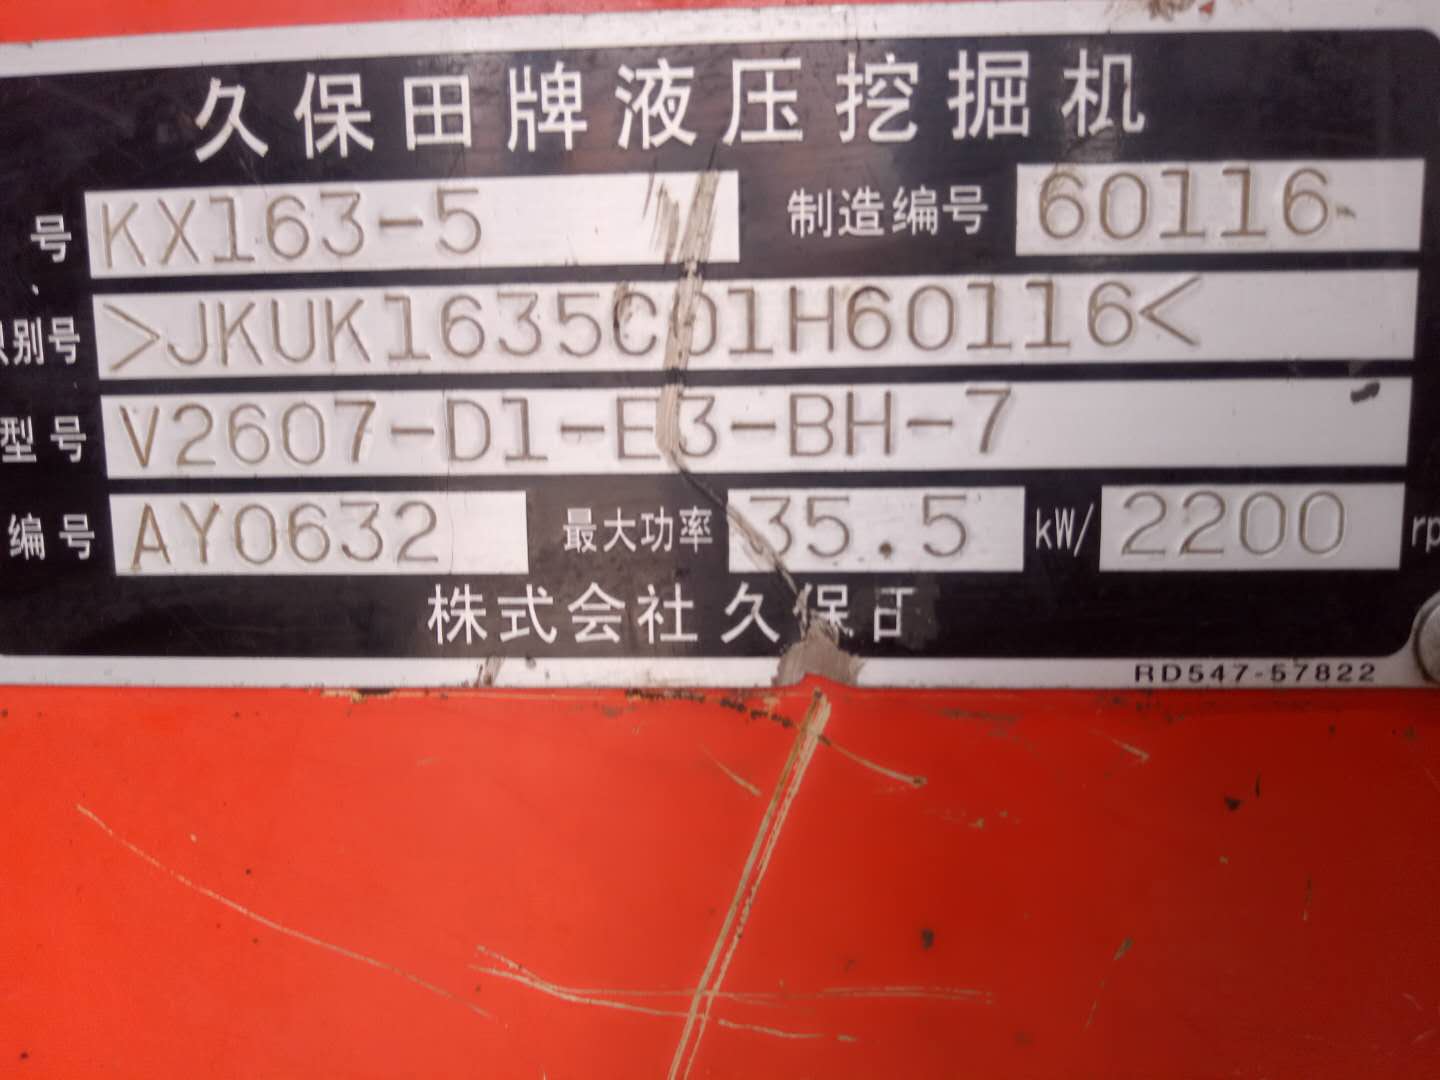 久保田牌液压挖掘机
号 KX163-5 制造编号 60116
别号 >JKUK1635C01H60116<
型号 V2607-D1-E3-BH-7
编号 AY0632 最大功率 35.5 kW/ 2200 rp
株式会社 久保
RD547-57822